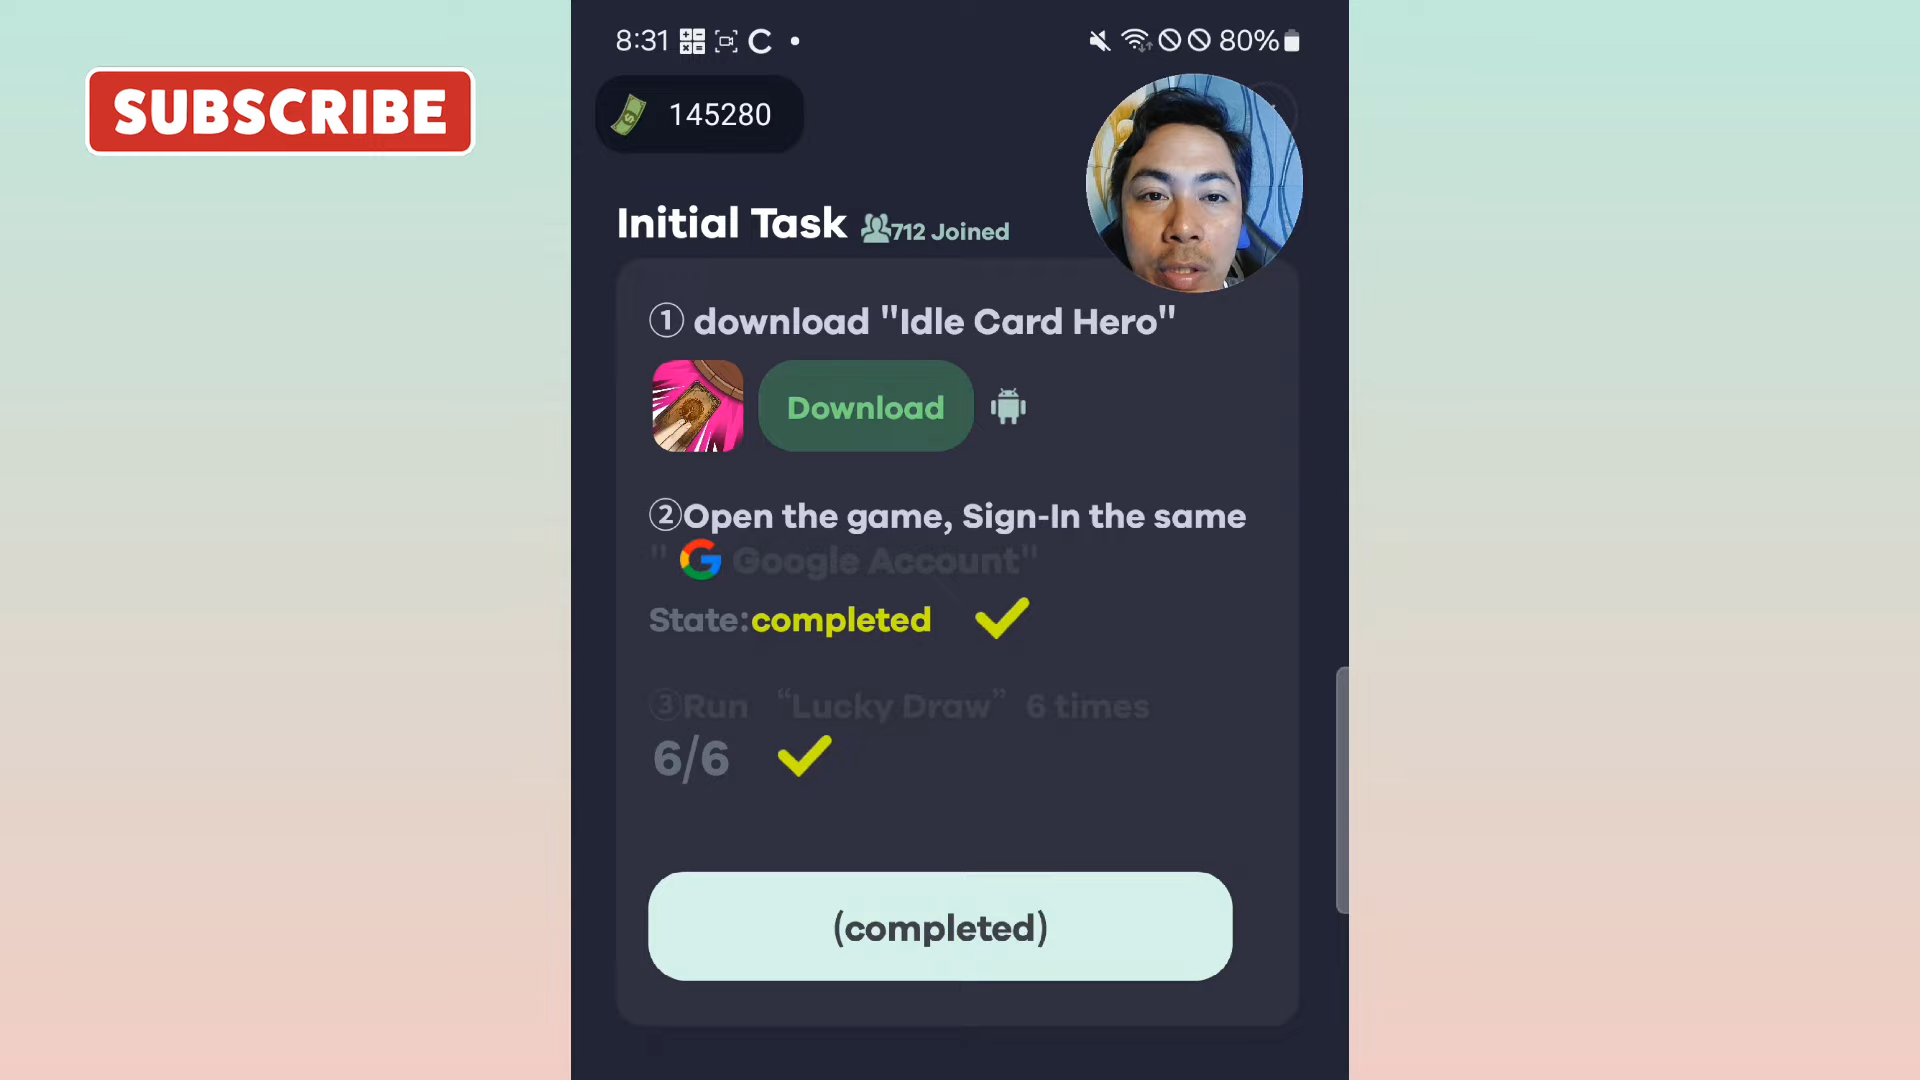 8:31
80%
SUBSCRIBE
145280
Initial Task 712 Joined
① download "Idle Card Hero"
Download
②Open the game, Sign-In the same
" G Google Account"
State:completed
③Run “Lucky Draw” 6 times
6/6
(completed)